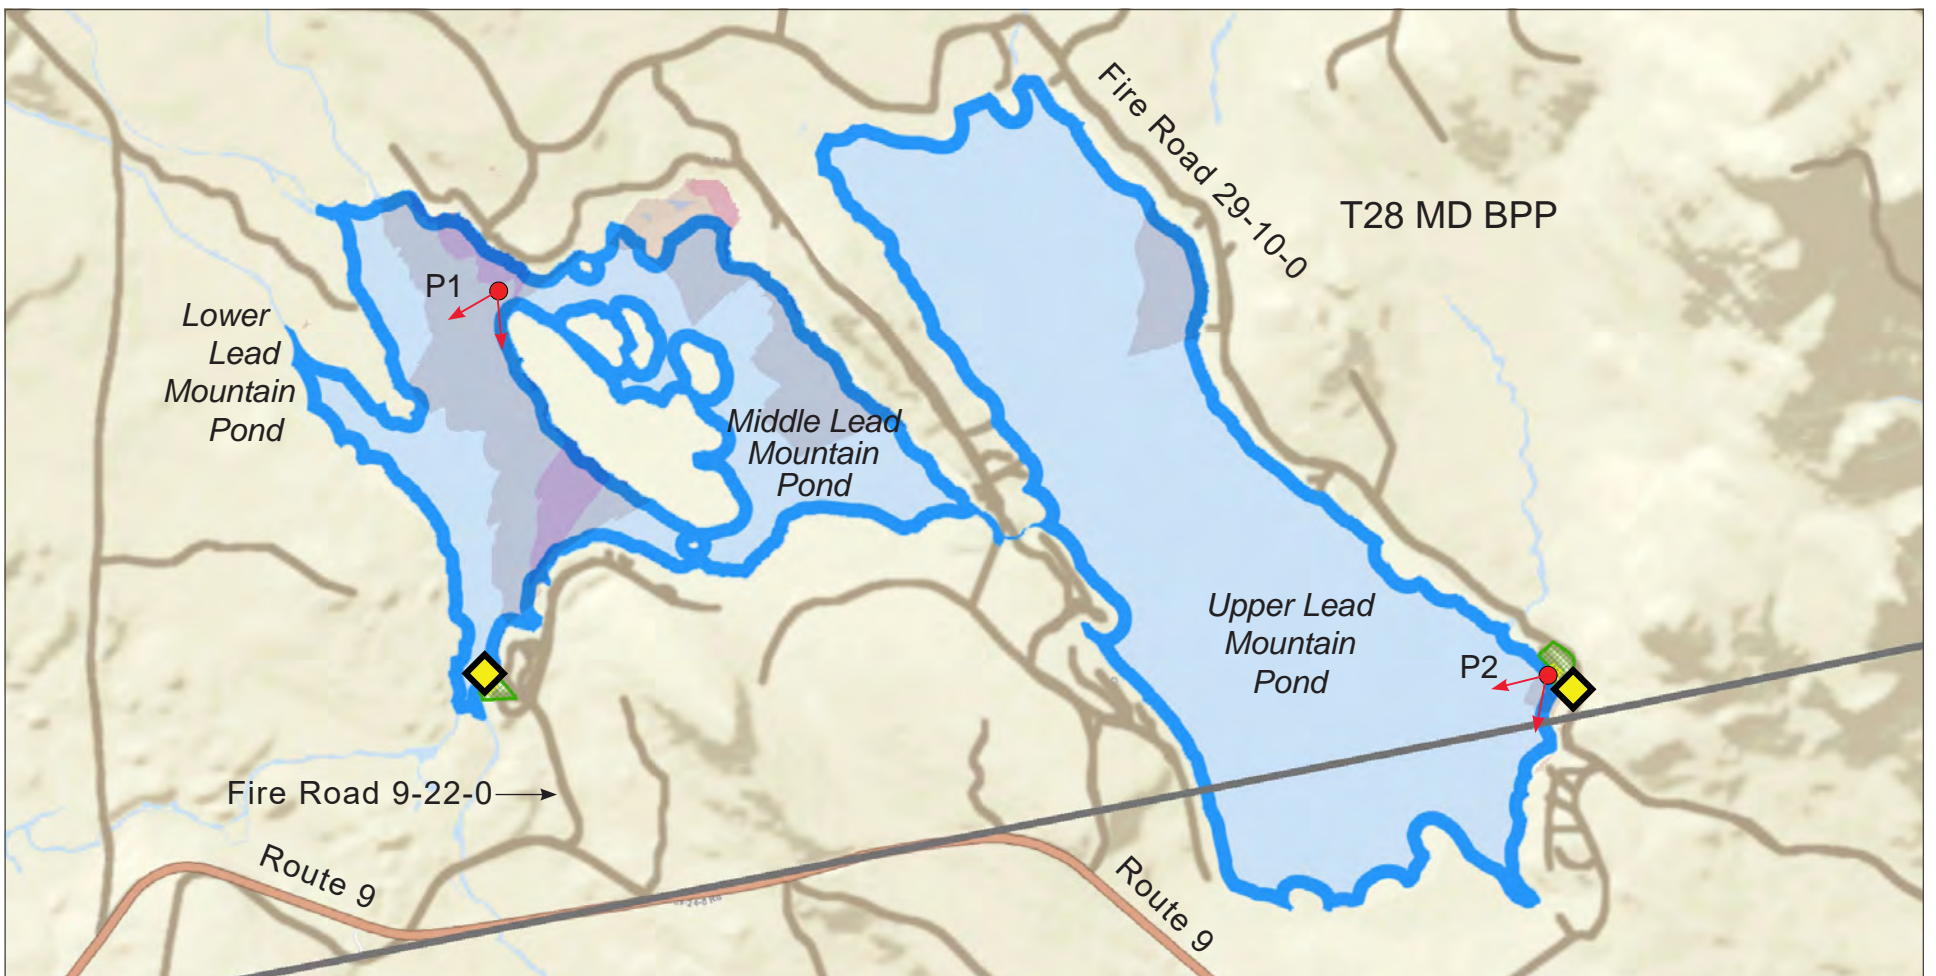 Fire Road 29-10-0
T28 MD BPP
P1
Lower
Lead
Mountain
Pond
Middle Lead
Mountain
Pond
Upper Lead
Mountain
Pond
P2
Fire Road 9-22-0
Route 9
Route 9